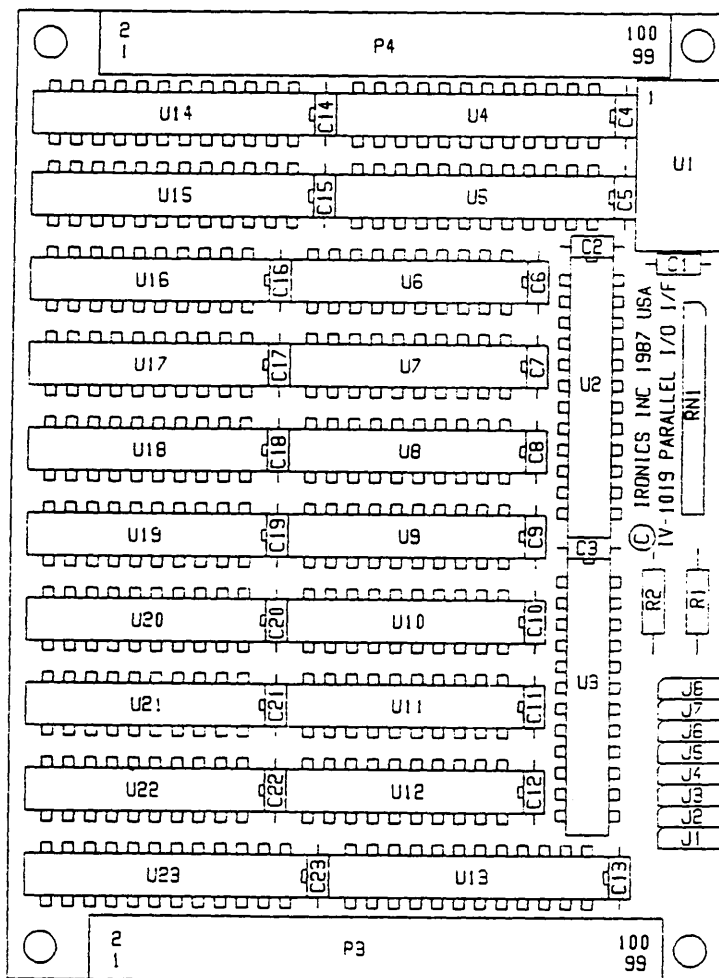 2 100
P4
1 99
U14 C14 U4 C4
1
U1
U15 C15 U5 C5
C2
C1
U16 C16 U6 C6
U17 C17 U7 C7
U2
RN1
© IRONICS INC 1987 USA
IV-1019 PARALLEL I/O I/F
U18 C18 U8 C8
U19 C19 U9 C9
C3
R2 R1
U20 C20 U10 C10
U3
U21 C21 U11 C11
J6
J7
J6
J5
J4
J3
J2
J1
U22 C22 U12 C12
U23 C23 U13 C13
2 100
P3
1 99